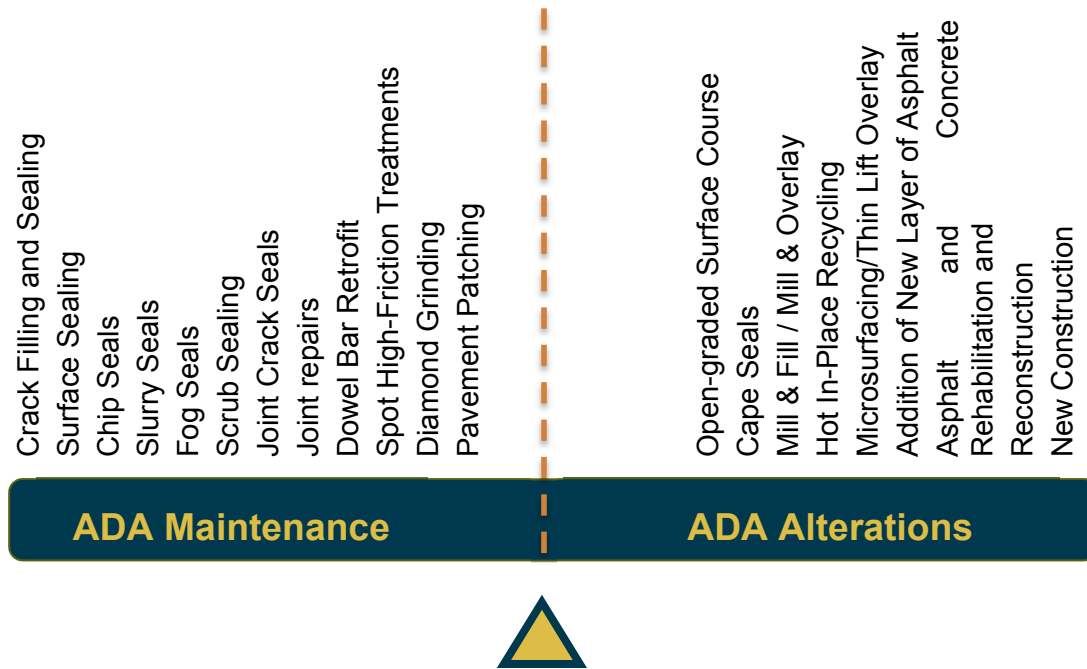 Crack Filling and Sealing
Surface Sealing
Chip Seals
Slurry Seals
Fog Seals
Scrub Sealing
Joint Crack Seals
Joint repairs
Dowel Bar Retrofit
Spot High-Friction Treatments
Diamond Grinding
Pavement Patching
Open-graded Surface Course
Cape Seals
Mill & Fill / Mill & Overlay
Hot In-Place Recycling
Microsurfacing/Thin Lift Overlay
Addition of New Layer of Asphalt
Asphalt and Concrete
Rehabilitation and
Reconstruction
New Construction
ADA Maintenance
ADA Alterations